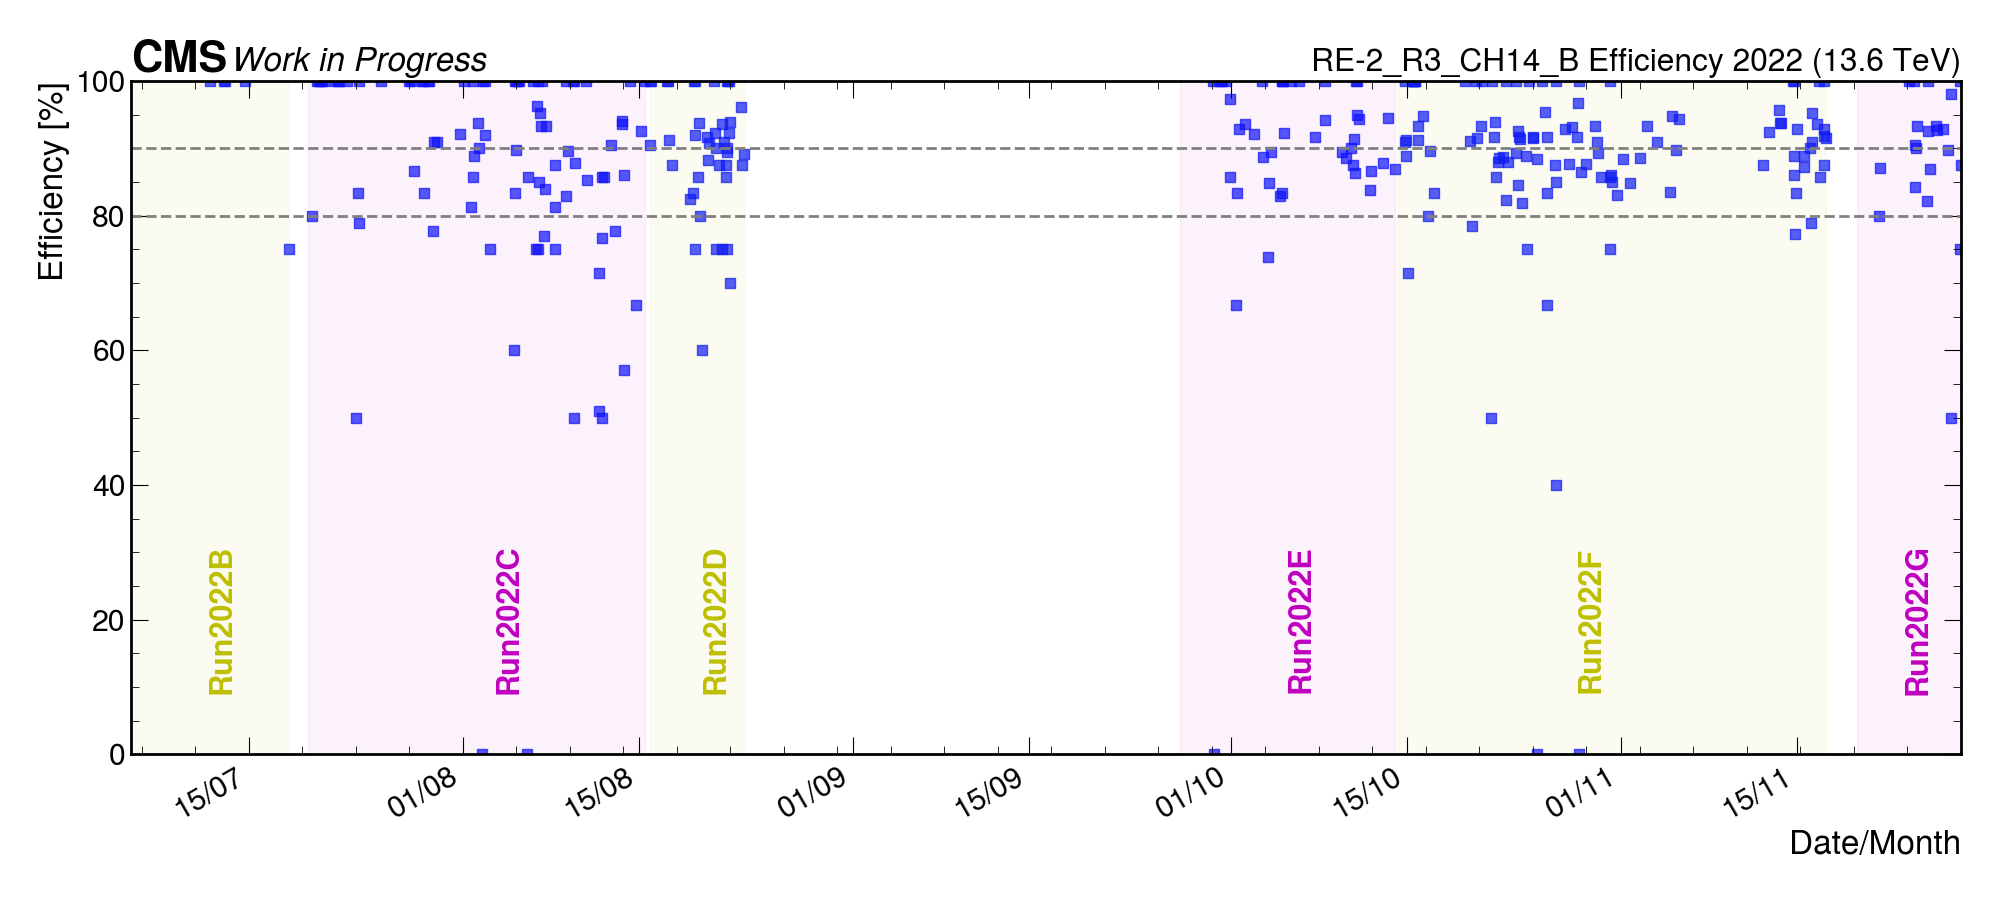 CMS Work in Progress
RE-2_R3_CH14_B Efficiency 2022 (13.6 TeV)
Efficiency [%]
100
80
60
40
20
0
Run2022B
Run2022C
Run2022D
Run2022E
Run2022F
Run2022G
15/07 01/08 15/08 01/09 15/09 01/10 15/10 01/11 15/11
Date/Month